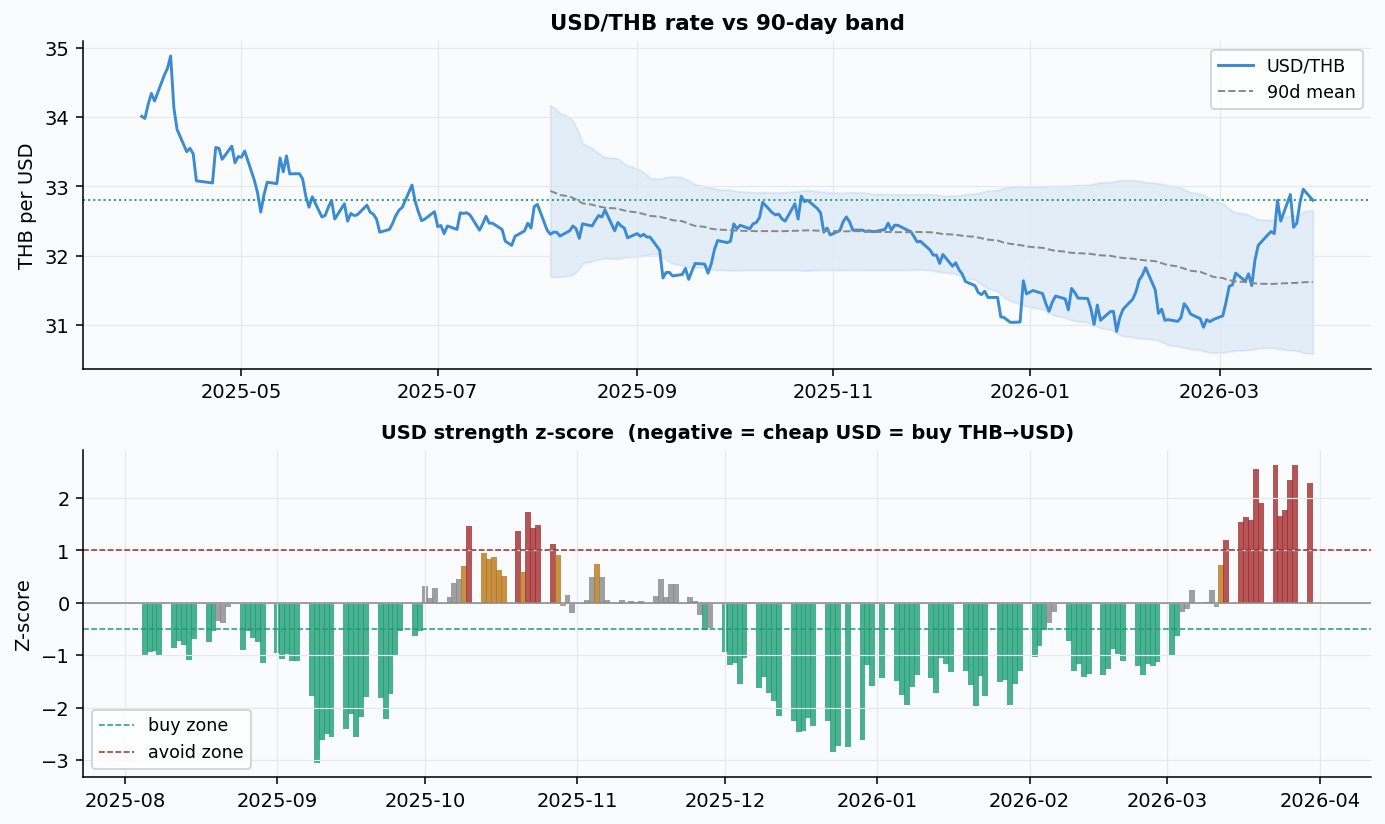 USD/THB rate vs 90-day band
THB per USD
35
34
33
32
31
USD/THB
90d mean
2025-05 2025-07 2025-09 2025-11 2026-01 2026-03
USD strength z-score (negative = cheap USD = buy THB→USD)
Z-score
2
1
0
−1
−2
−3
buy zone
avoid zone
2025-08 2025-09 2025-10 2025-11 2025-12 2026-01 2026-02 2026-03 2026-04